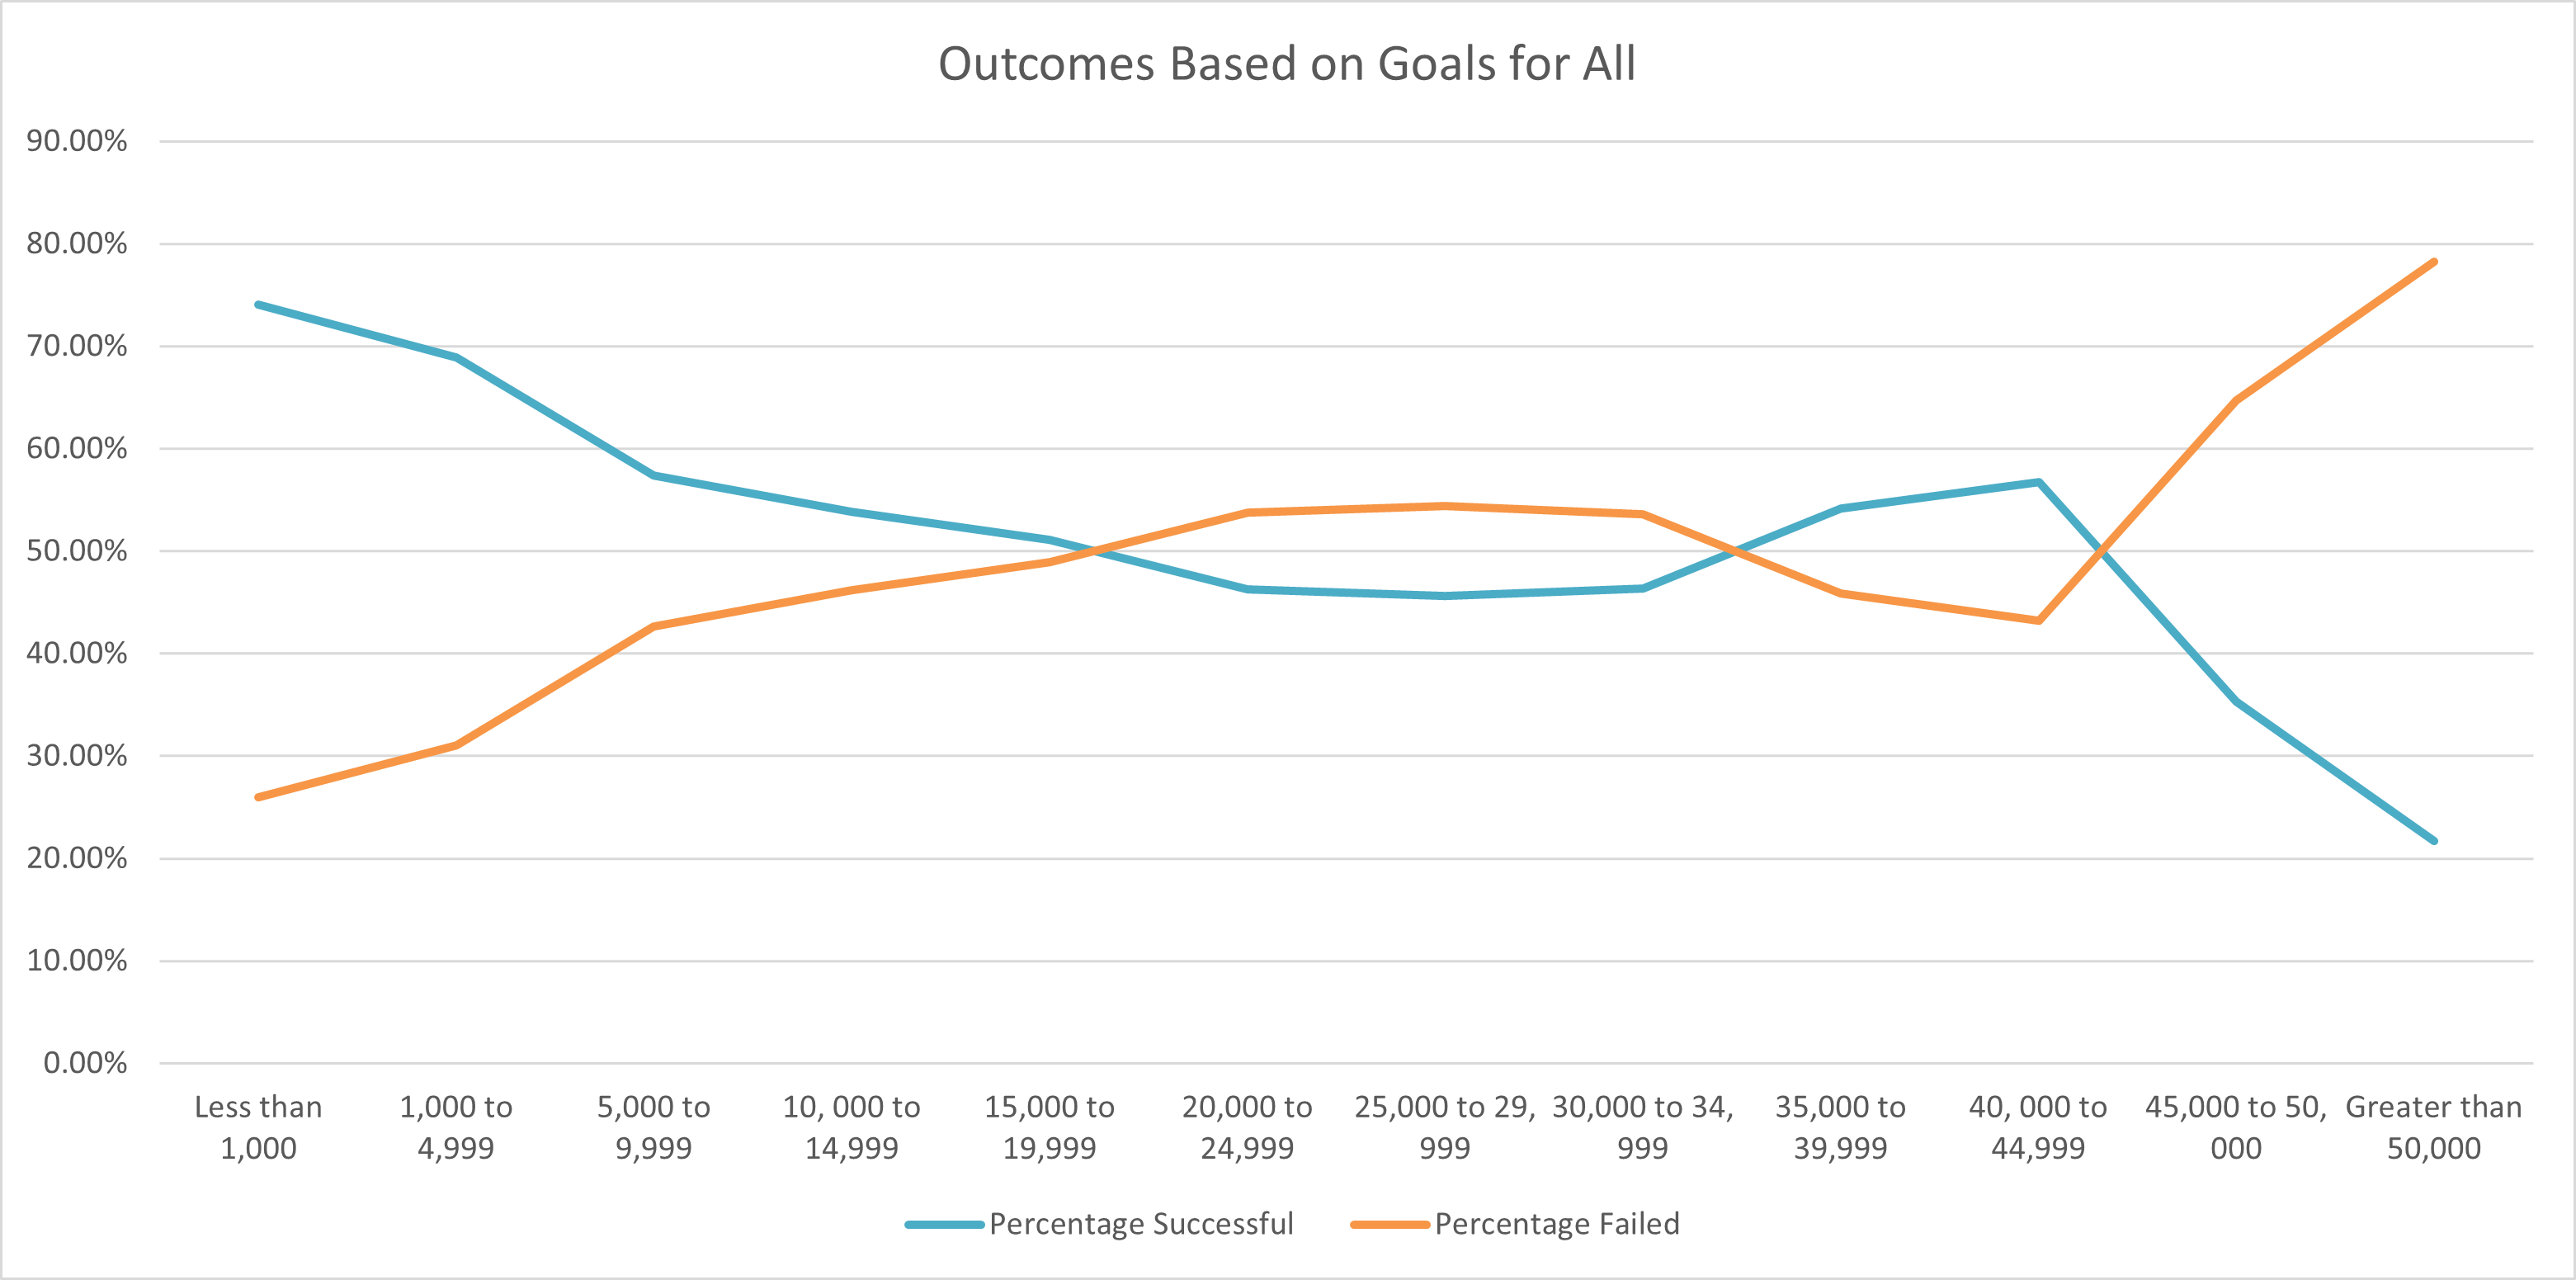 Outcomes Based on Goals for All
90.00%
80.00%
70.00%
60.00%
50.00%
40.00%
30.00%
20.00%
10.00%
0.00%
Less than
1,000
1,000 to
4,999
5,000 to
9,999
10, 000 to
14,999
15,000 to
19,999
20,000 to
24,999
25,000 to 29,
999
30,000 to 34,
999
35,000 to
39,999
40, 000 to
44,999
45,000 to 50,
000
Greater than
50,000
Percentage Successful
Percentage Failed